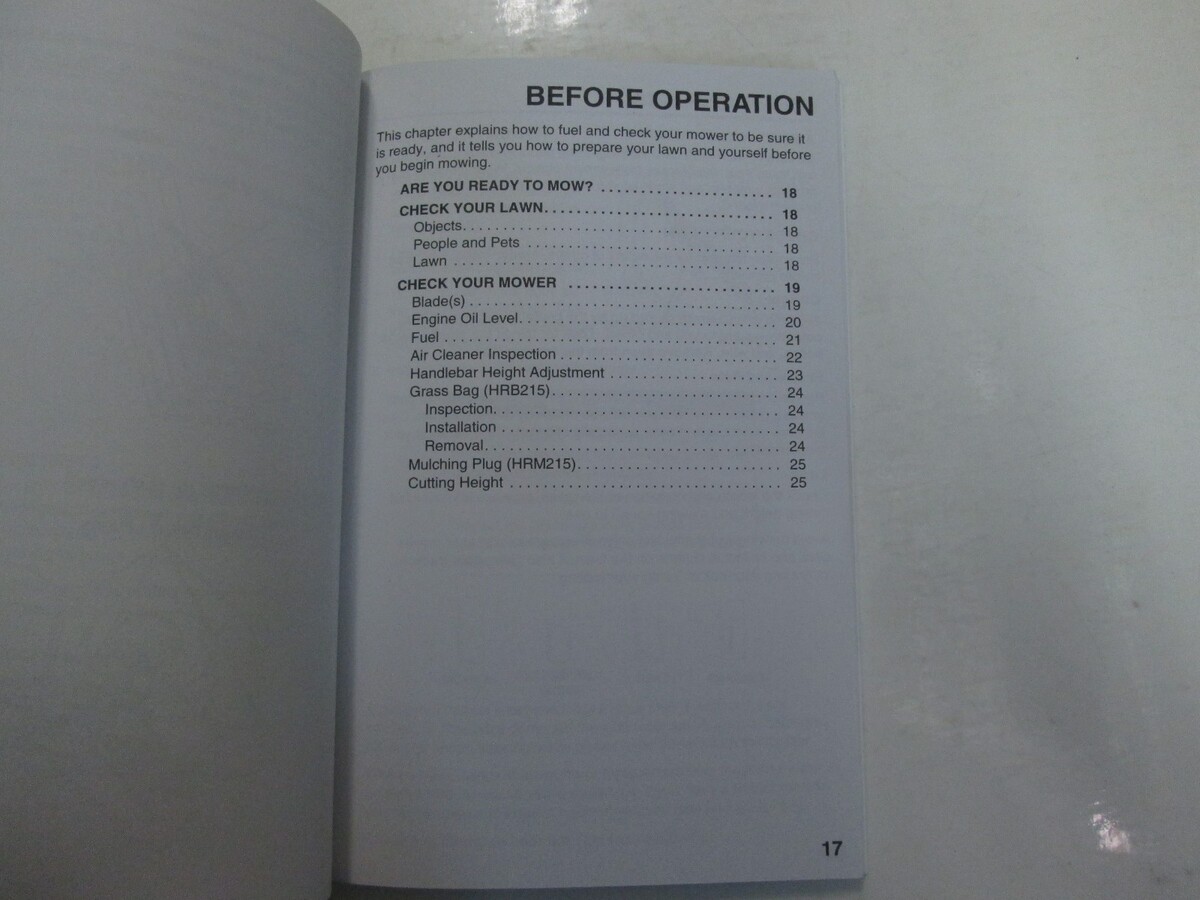 BEFORE OPERATION
This chapter explains how to fuel and check your mower to be sure it
is ready, and it tells you how to prepare your lawn and yourself before
you begin mowing.
ARE YOU READY TO MOW? ...................... 18
CHECK YOUR LAWN............................. 18
Objects....................................... 18
People and Pets ............................... 18
Lawn ........................................ 18
CHECK YOUR MOWER .......................... 19
Blade(s) ...................................... 19
Engine Oil Level................................ 20
Fuel .......................................... 21
Air Cleaner Inspection ........................... 22
Handlebar Height Adjustment ..................... 23
Grass Bag (HRB215)............................ 24
Inspection.................................... 24
Installation ................................... 24
Removal..................................... 24
Mulching Plug (HRM215).......................... 25
Cutting Height .................................. 25
17